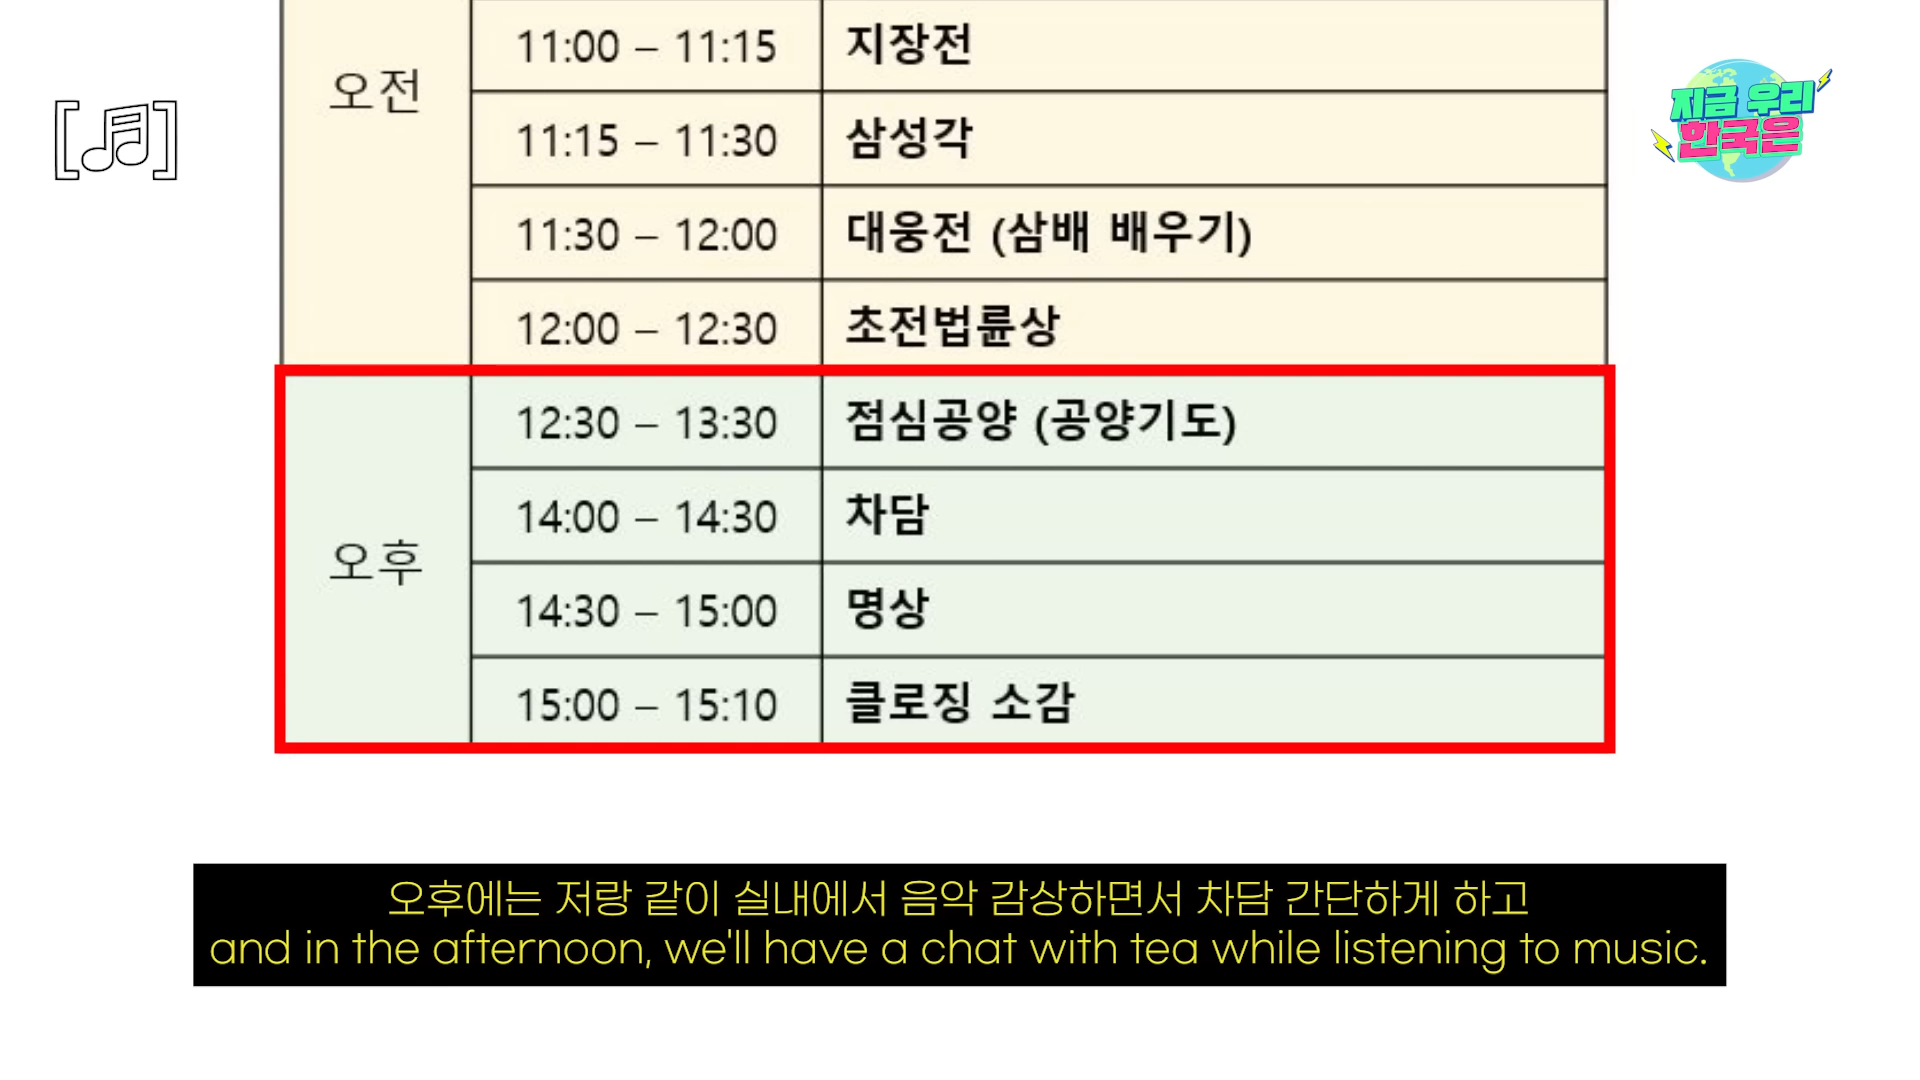 오전
11:00 – 11:15 지장전
11:15 – 11:30 삼성각
11:30 – 12:00 대웅전 (삼배 배우기)
12:00 – 12:30 초전법륜상
오후
12:30 – 13:30 점심공양 (공양기도)
14:00 – 14:30 차담
14:30 – 15:00 명상
15:00 – 15:10 클로징 소감
지금 우리
한국은
오후에는 저랑 같이 실내에서 음악 감상하면서 차담 간단하게 하고
and in the afternoon, we'll have a chat with tea while listening to music.